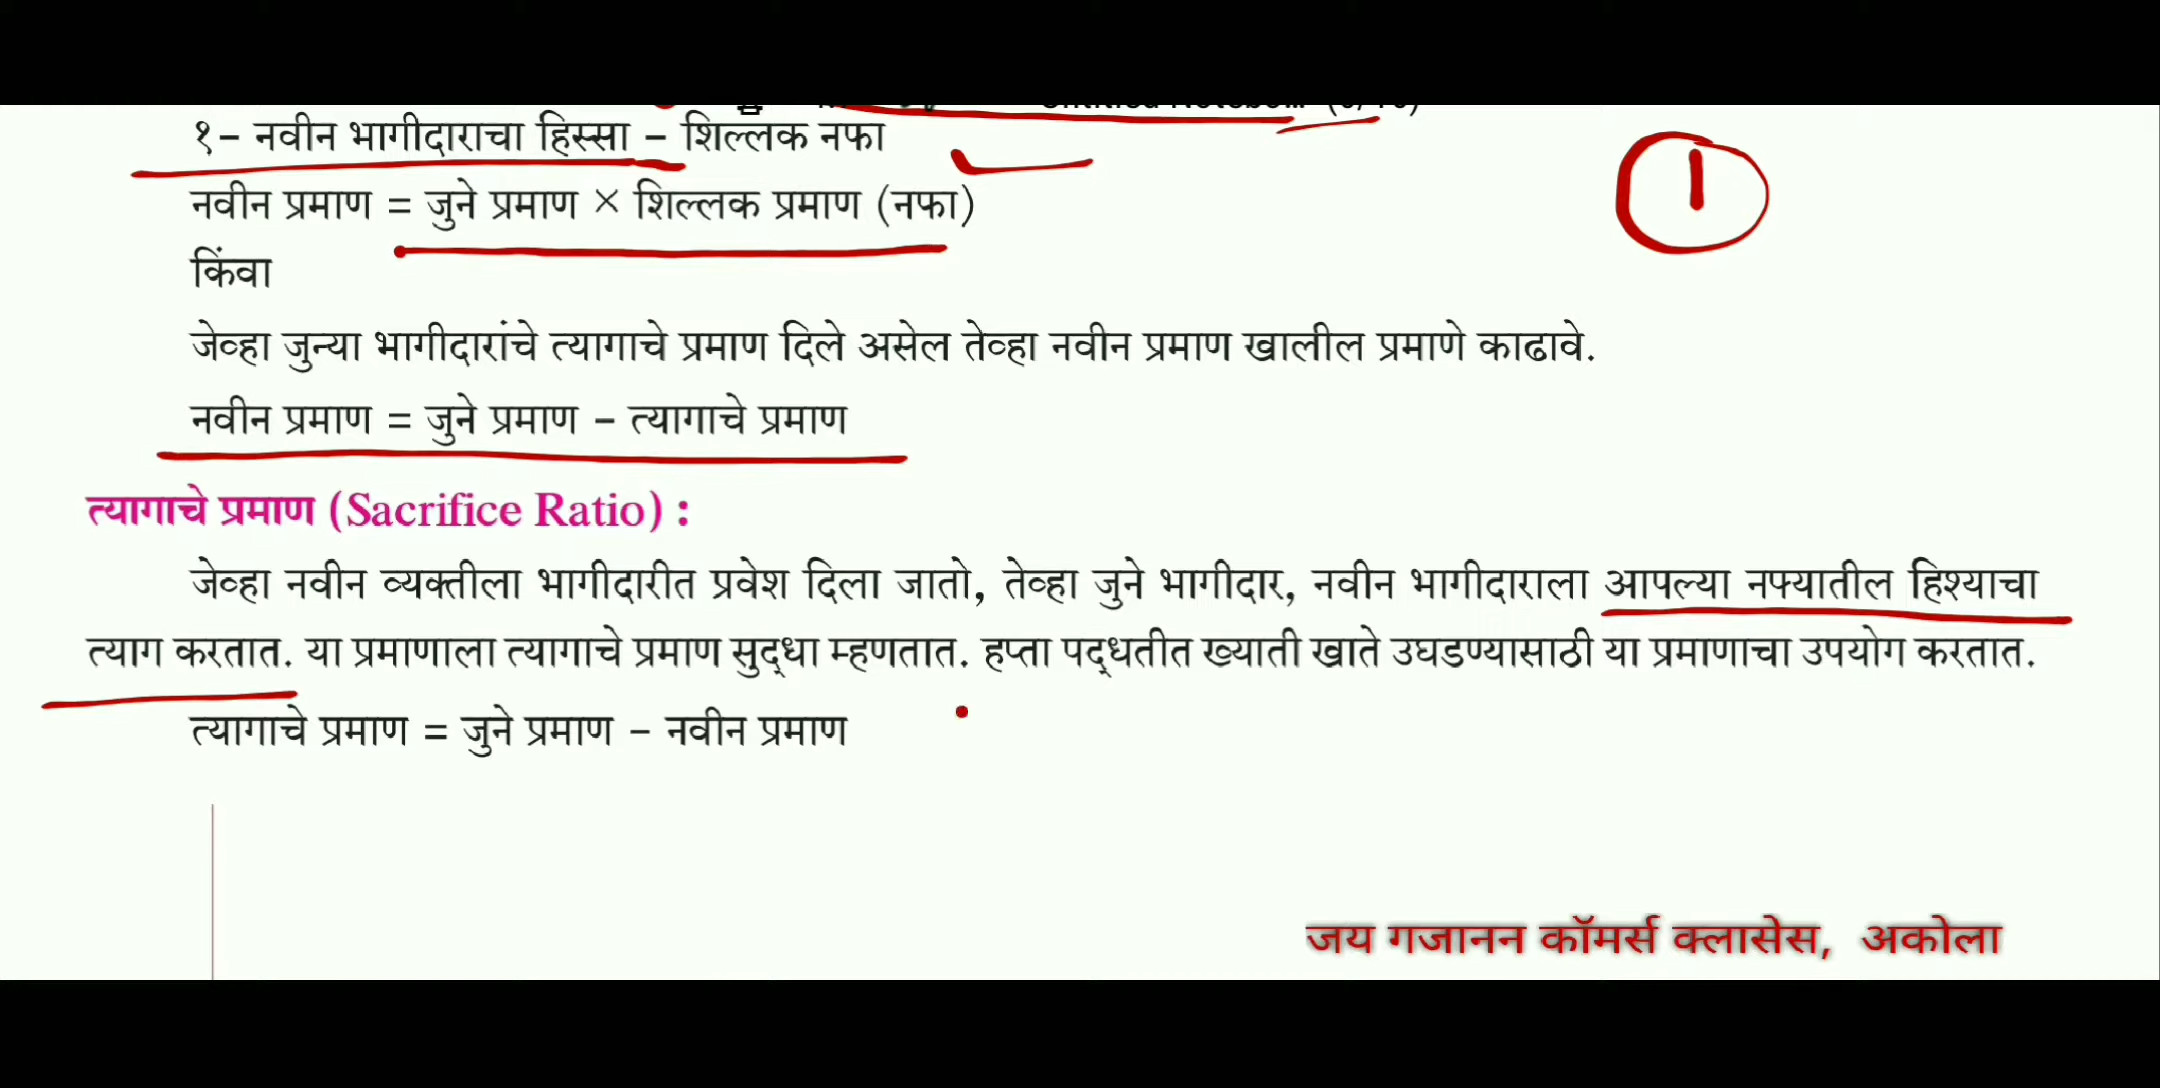 १- नवीन भागीदाराचा हिस्सा - शिल्लक नफा
1
नवीन प्रमाण = जुने प्रमाण × शिल्लक प्रमाण (नफा)
किंवा
जेव्हा जुन्या भागीदारांचे त्यागाचे प्रमाण दिले असेल तेव्हा नवीन प्रमाण खालील प्रमाणे काढावे.
नवीन प्रमाण = जुने प्रमाण - त्यागाचे प्रमाण
त्यागाचे प्रमाण (Sacrifice Ratio) :
जेव्हा नवीन व्यक्तीला भागीदारीत प्रवेश दिला जातो, तेव्हा जुने भागीदार, नवीन भागीदाराला आपल्या नफ्यातील हिश्याचा
त्याग करतात. या प्रमाणाला त्यागाचे प्रमाण सुद्धा म्हणतात. हप्ता पद्धतीत ख्याती खाते उघडण्यासाठी या प्रमाणाचा उपयोग करतात.
त्यागाचे प्रमाण = जुने प्रमाण - नवीन प्रमाण
जय गजानन कॉमर्स क्लासेस, अकोला